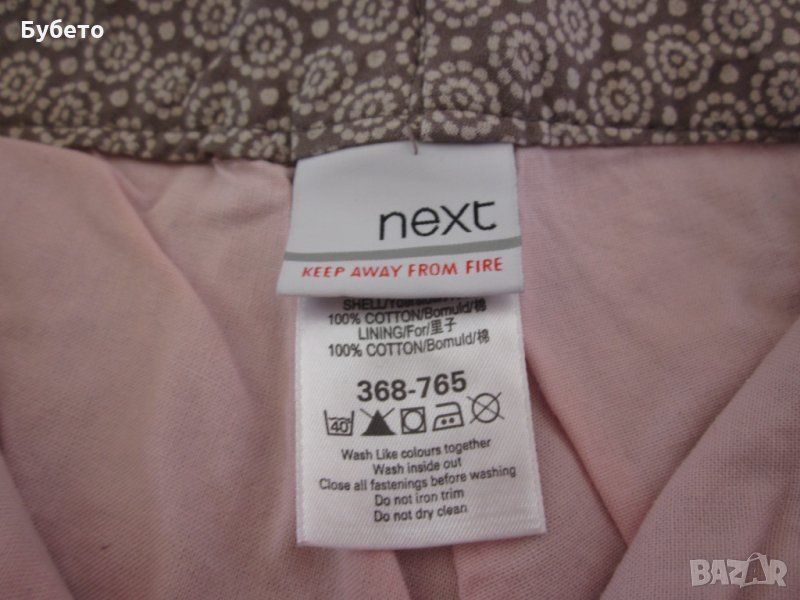 Бубето
next
KEEP AWAY FROM FIRE
100% COTTON/Bomuld/棉
LINING/For/里子
100% COTTON/Bomuld/棉
368-765
40
Wash Like colours together
Wash inside out
Close all fastenings before washing
Do not iron trim
Do not dry clean
BAZAR